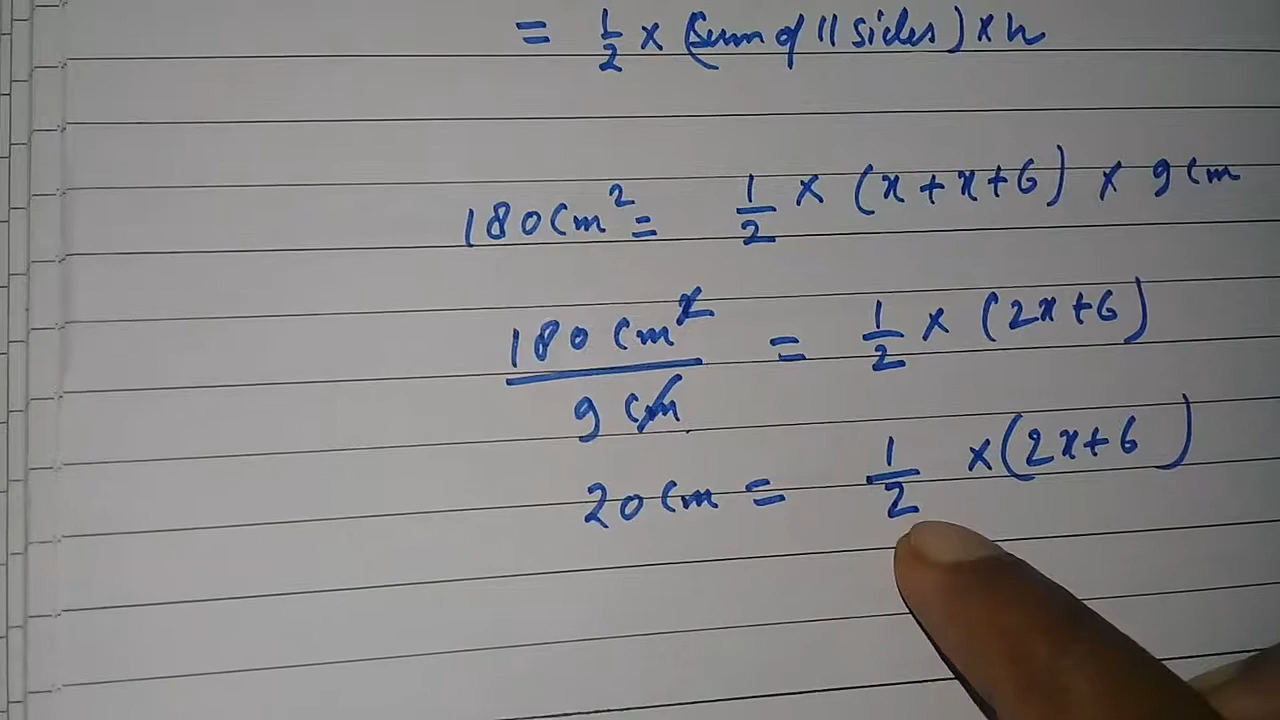 = 1/2 × (Sum of || sides) × h
180 cm² = 1/2 × (x + x + 6) × 9 cm
180 cm² / 9 cm = 1/2 × (2x + 6)
20 cm = 1/2 × (2x + 6)